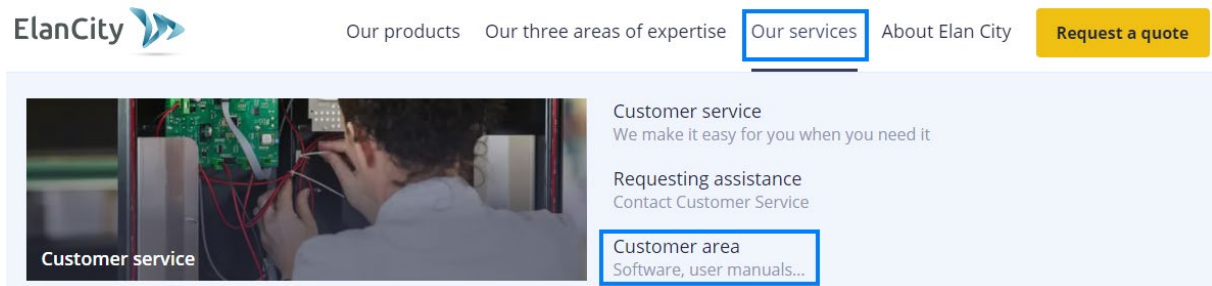 ElanCity
Our products Our three areas of expertise Our services About Elan City Request a quote
Customer service
We make it easy for you when you need it
Requesting assistance
Contact Customer Service
Customer area
Software, user manuals...
Customer service